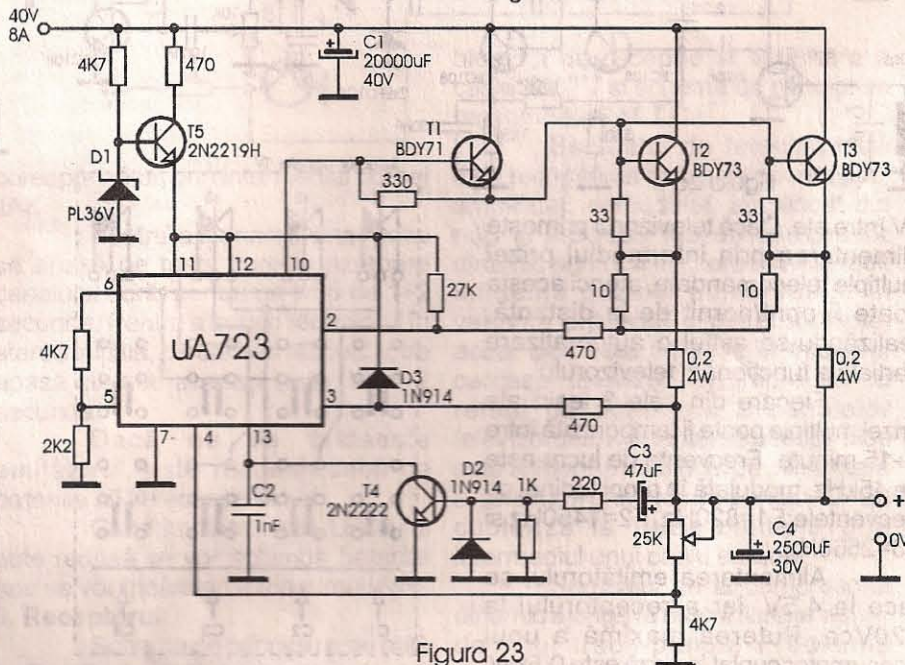 40V
8A
4K7
470
C1
20000uF
40V
T5
2N2219H
T1
BDY71
T2
BDY73
T3
BDY73
D1
PL36V
330
33
33
11
12
10
6
2
27K
10
10
uA723
4K7
470
0,2
4W
0,2
4W
D3
1N914
5
3
470
2K2
7
4
13
C3
47uF
D2
1N914
1K
220
T4
2N2222
C2
1nF
25K
C4
2500uF
30V
+
0V
4K7
Figura 23